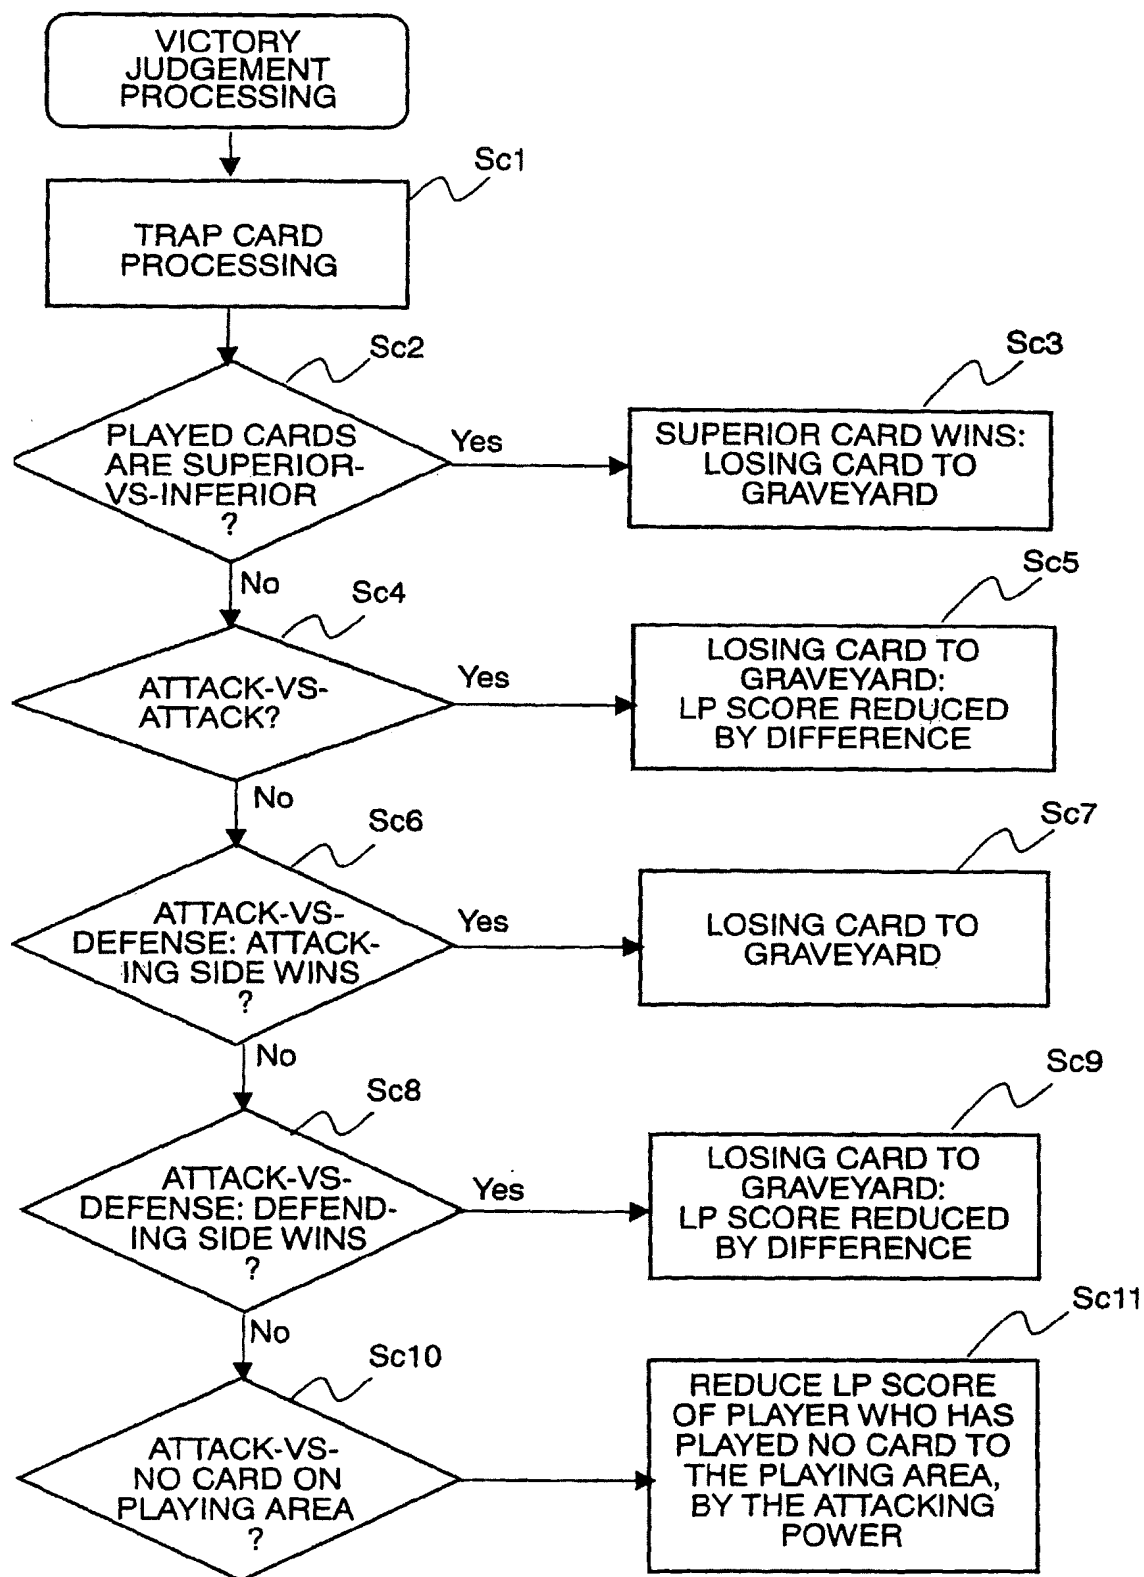 VICTORY
JUDGEMENT
PROCESSING
Sc1
TRAP CARD
PROCESSING
Sc2
PLAYED CARDS
ARE SUPERIOR-
VS-INFERIOR
?
Yes
Sc3
SUPERIOR CARD WINS:
LOSING CARD TO
GRAVEYARD
No
Sc4
ATTACK-VS-
ATTACK?
Yes
Sc5
LOSING CARD TO
GRAVEYARD:
LP SCORE REDUCED
BY DIFFERENCE
No
Sc6
ATTACK-VS-
DEFENSE: ATTACK-
ING SIDE WINS
?
Yes
Sc7
LOSING CARD TO
GRAVEYARD
No
Sc8
ATTACK-VS-
DEFENSE: DEFEND-
ING SIDE WINS
?
Yes
Sc9
LOSING CARD TO
GRAVEYARD:
LP SCORE REDUCED
BY DIFFERENCE
No
Sc10
ATTACK-VS-
NO CARD ON
PLAYING AREA
?
Sc11
REDUCE LP SCORE
OF PLAYER WHO HAS
PLAYED NO CARD TO
THE PLAYING AREA,
BY THE ATTACKING
POWER